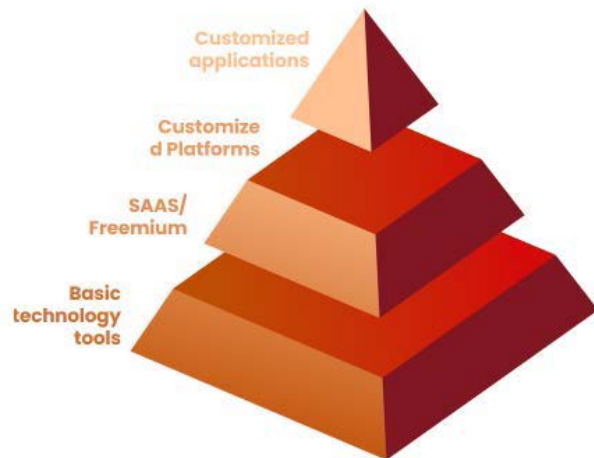 Customized
applications
Customize
d Platforms
SAAS/
Freemium
Basic
technology
tools